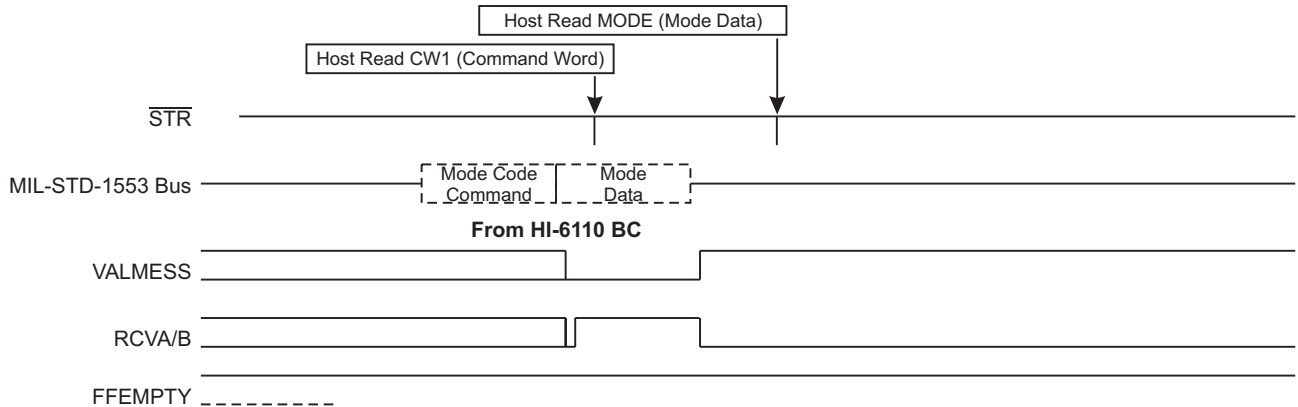 Host Read MODE (Mode Data)
Host Read CW1 (Command Word)
STR
MIL-STD-1553 Bus
Mode Code
Command
Mode
Data
From HI-6110 BC
VALMESS
RCVA/B
FFEMPTY